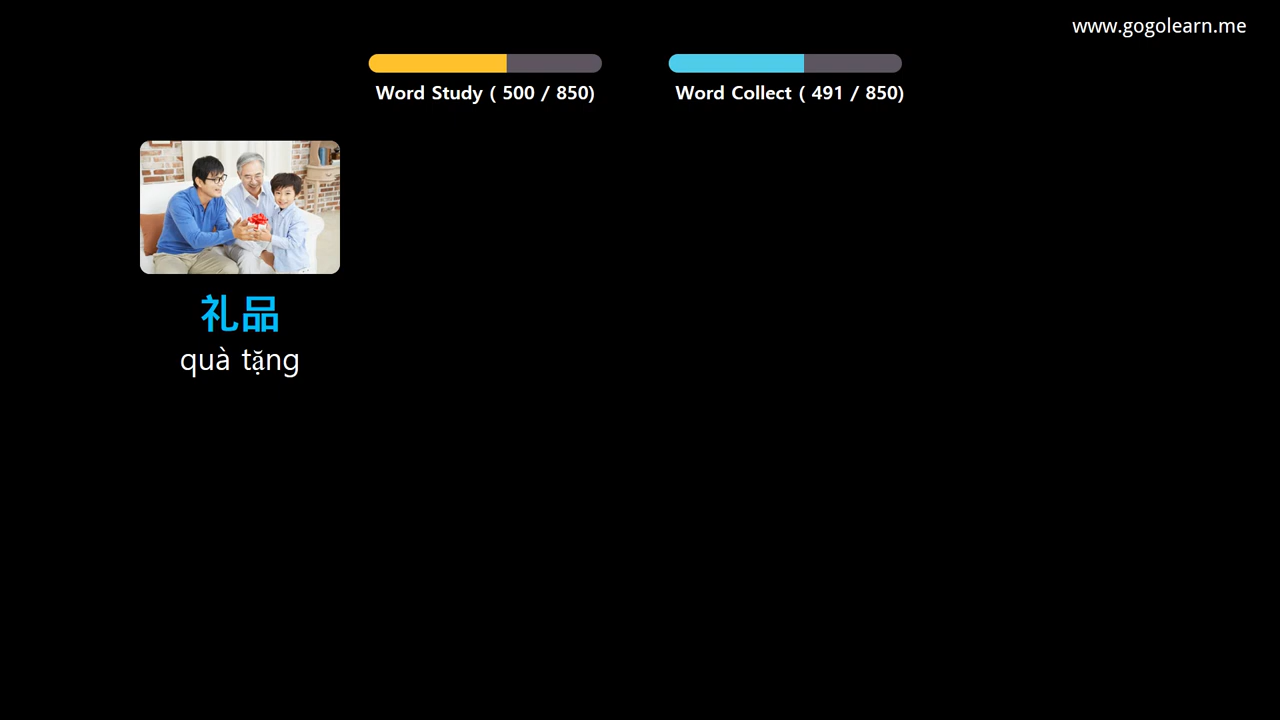 www.gogolearn.me
Word Study ( 500 / 850)
Word Collect ( 491 / 850)
礼品
quà tặng